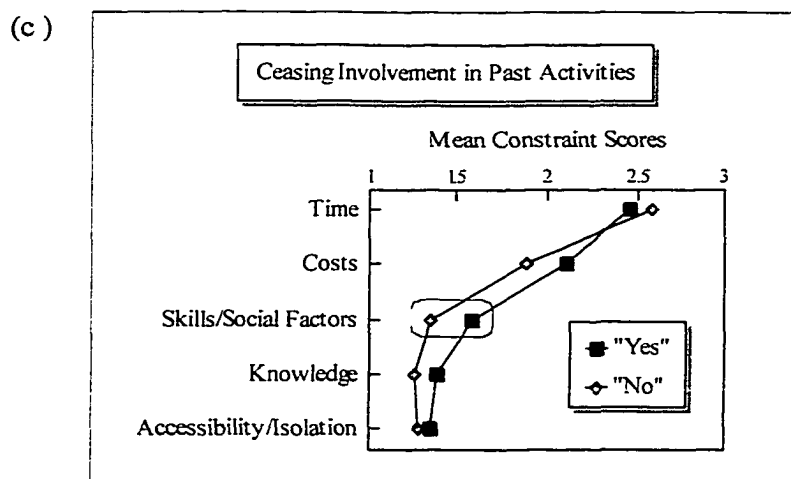 (c)
Ceasing Involvement in Past Activities
Mean Constraint Scores
1 1.5 2 2.5 3
Time
Costs
Skills/Social Factors
Knowledge
Accessibility/Isolation
"Yes"
"No"